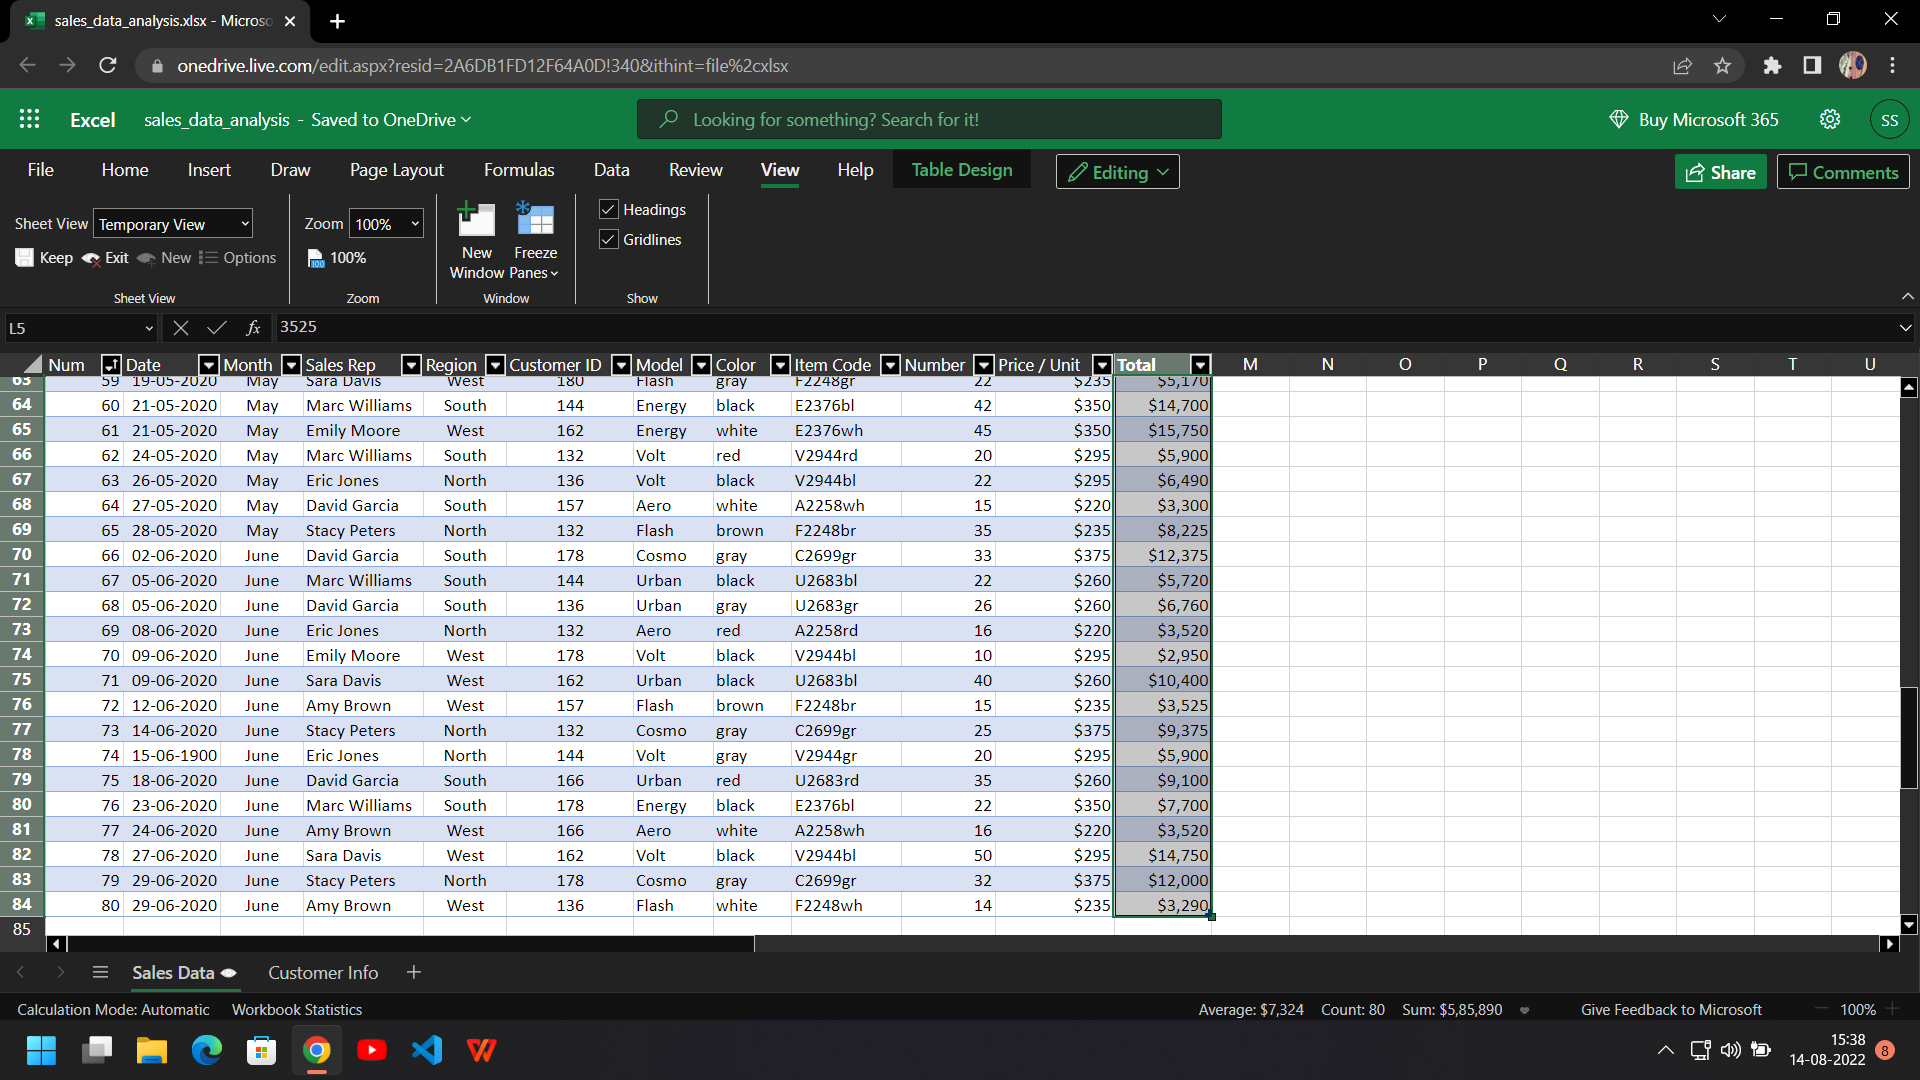 sales_data_analysis.xlsx - Microso
onedrive.live.com/edit.aspx?resid=2A6DB1FD12F64A0D!340&ithint=file%2cxlsx
Excel sales_data_analysis - Saved to OneDrive Looking for something? Search for it! Buy Microsoft 365 SS
File Home Insert Draw Page Layout Formulas Data Review View Help Table Design Editing Share Comments
Sheet View Temporary View Zoom 100% New Window Freeze Panes Headings
Gridlines
Keep Exit New Options 100%
Sheet View Zoom Window Show
L5 fx 3525
Num Date Month Sales Rep Region Customer ID Model Color Item Code Number Price / Unit Total M N O P Q R S T U
63 59 19-05-2020 May Sara Davis West 180 Flash gray F2248gr 22 $235 $5,170
64 60 21-05-2020 May Marc Williams South 144 Energy black E2376bl 42 $350 $14,700
65 61 21-05-2020 May Emily Moore West 162 Energy white E2376wh 45 $350 $15,750
66 62 24-05-2020 May Marc Williams South 132 Volt red V2944rd 20 $295 $5,900
67 63 26-05-2020 May Eric Jones North 136 Volt black V2944bl 22 $295 $6,490
68 64 27-05-2020 May David Garcia South 157 Aero white A2258wh 15 $220 $3,300
69 65 28-05-2020 May Stacy Peters North 132 Flash brown F2248br 35 $235 $8,225
70 66 02-06-2020 June David Garcia South 178 Cosmo gray C2699gr 33 $375 $12,375
71 67 05-06-2020 June Marc Williams South 144 Urban black U2683bl 22 $260 $5,720
72 68 05-06-2020 June David Garcia South 136 Urban gray U2683gr 26 $260 $6,760
73 69 08-06-2020 June Eric Jones North 132 Aero red A2258rd 16 $220 $3,520
74 70 09-06-2020 June Emily Moore West 178 Volt black V2944bl 10 $295 $2,950
75 71 09-06-2020 June Sara Davis West 162 Urban black U2683bl 40 $260 $10,400
76 72 12-06-2020 June Amy Brown West 157 Flash brown F2248br 15 $235 $3,525
77 73 14-06-2020 June Stacy Peters North 132 Cosmo gray C2699gr 25 $375 $9,375
78 74 15-06-1900 June Eric Jones North 144 Volt gray V2944gr 20 $295 $5,900
79 75 18-06-2020 June David Garcia South 166 Urban red U2683rd 35 $260 $9,100
80 76 23-06-2020 June Marc Williams South 178 Energy black E2376bl 22 $350 $7,700
81 77 24-06-2020 June Amy Brown West 166 Aero white A2258wh 16 $220 $3,520
82 78 27-06-2020 June Sara Davis West 162 Volt black V2944bl 50 $295 $14,750
83 79 29-06-2020 June Stacy Peters North 178 Cosmo gray C2699gr 32 $375 $12,000
84 80 29-06-2020 June Amy Brown West 136 Flash white F2248wh 14 $235 $3,290
85
Sales Data Customer Info
Calculation Mode: Automatic Workbook Statistics Average: $7,324 Count: 80 Sum: $5,85,890 Give Feedback to Microsoft 100%
15:38
14-08-2022 8